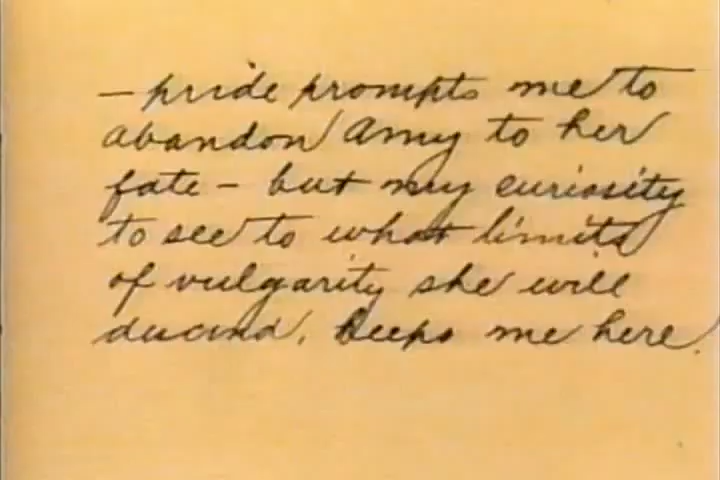 — pride prompts me to
abandon Amy to her
fate — but my curiosity
to see to what limits
of vulgarity she will
descend, keeps me here.